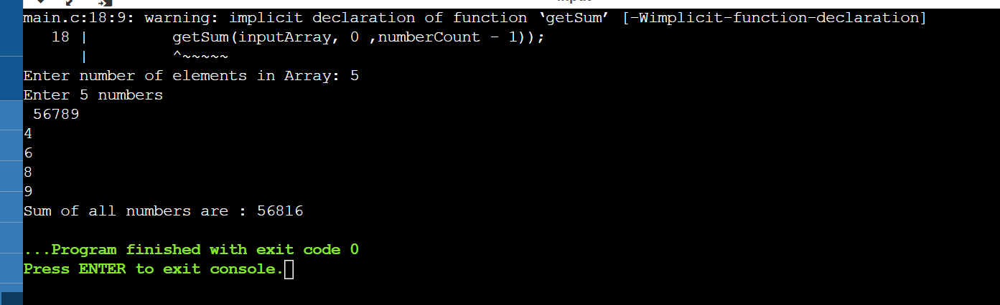 main.c:18:9: warning: implicit declaration of function ‘getSum’ [-Wimplicit-function-declaration]
   18 |         getSum(inputArray, 0 ,numberCount - 1));
      |         ^~~~~~
Enter number of elements in Array: 5
Enter 5 numbers
 56789
4
6
8
9
Sum of all numbers are : 56816
...Program finished with exit code 0
Press ENTER to exit console.